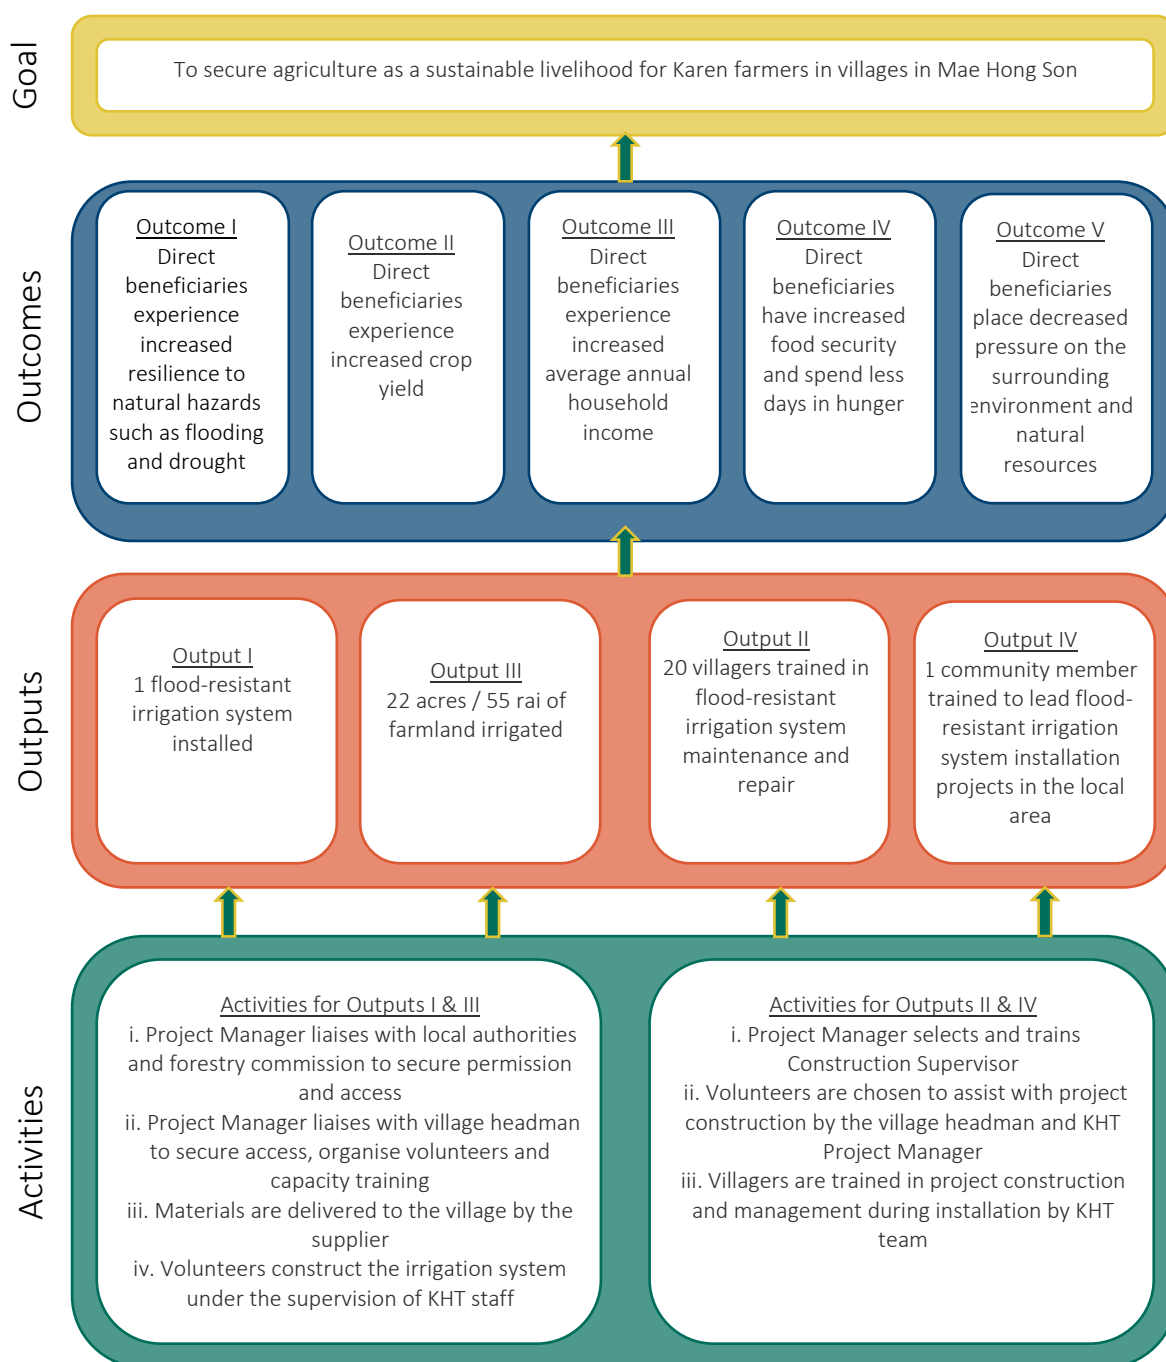 Goal
To secure agriculture as a sustainable livelihood for Karen farmers in villages in Mae Hong Son
Outcomes
Outcome I
Direct
beneficiaries
experience
increased
resilience to
natural hazards
such as flooding
and drought
Outcome II
Direct
beneficiaries
experience
increased crop
yield
Outcome III
Direct
beneficiaries
experience
increased
average annual
household
income
Outcome IV
Direct
beneficiaries
have increased
food security
and spend less
days in hunger
Outcome V
Direct
beneficiaries
place decreased
pressure on the
surrounding
environment and
natural
resources
Outputs
Output I
1 flood-resistant
irrigation system
installed
Output III
22 acres / 55 rai of
farmland irrigated
Output II
20 villagers trained in
flood-resistant
irrigation system
maintenance and
repair
Output IV
1 community member
trained to lead flood-
resistant irrigation
system installation
projects in the local
area
Activities
Activities for Outputs I & III
i. Project Manager liaises with local authorities
and forestry commission to secure permission
and access
ii. Project Manager liaises with village headman
to secure access, organise volunteers and
capacity training
iii. Materials are delivered to the village by the
supplier
iv. Volunteers construct the irrigation system
under the supervision of KHT staff
Activities for Outputs II & IV
i. Project Manager selects and trains
Construction Supervisor
ii. Volunteers are chosen to assist with project
construction by the village headman and KHT
Project Manager
iii. Villagers are trained in project construction
and management during installation by KHT
team